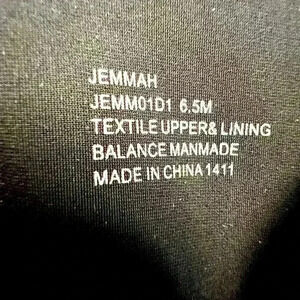 JEMMAH
JEMM01D1 6.5M
TEXTILE UPPER& LINING
BALANCE MANMADE
MADE IN CHINA 1411